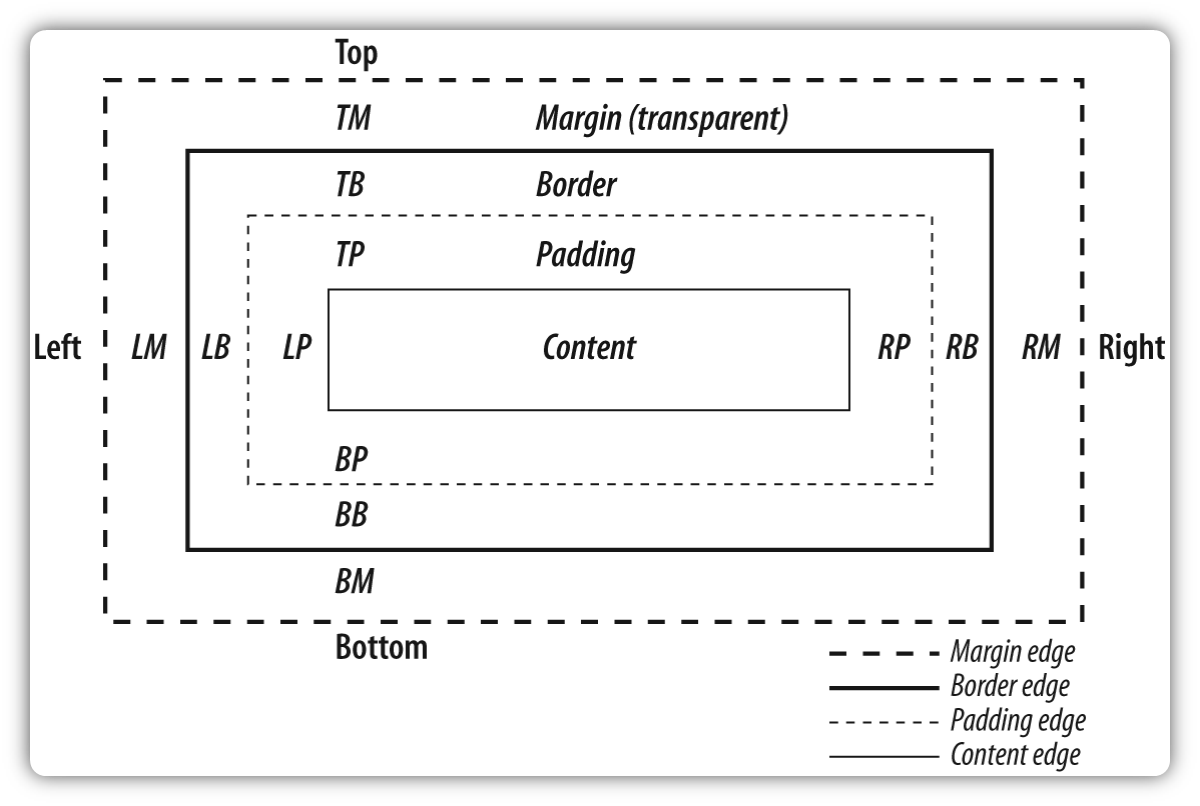 Top
TM Margin (transparent)
TB Border
TP Padding
Left LM LB LP Content RP RB RM Right
BP
BB
BM
Bottom
Margin edge
Border edge
Padding edge
Content edge